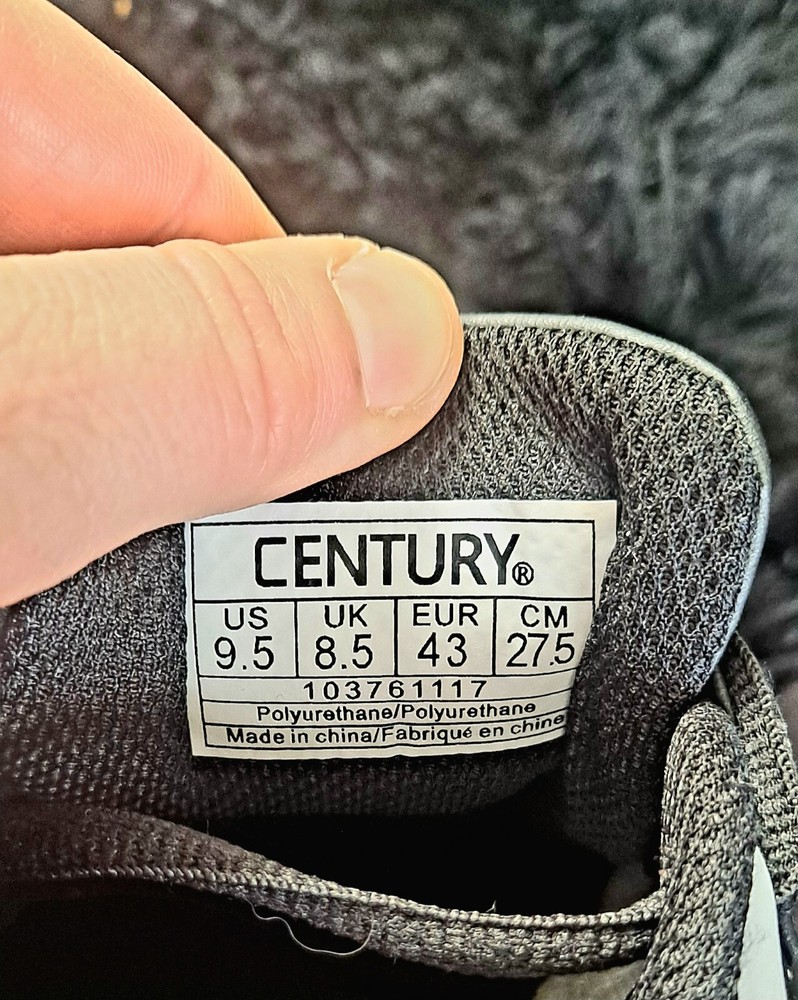 CENTURY®
US UK EUR CM
9.5 8.5 43 27.5
103761117
Polyurethane/Polyurethane
Made in china/Fabriqué en chine